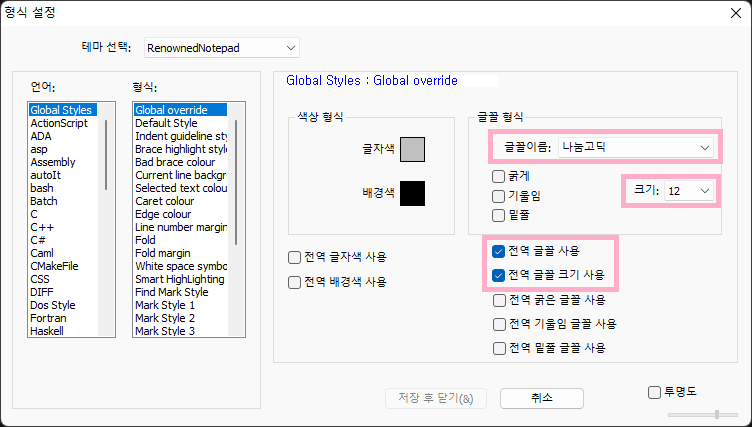 형식 설정
테마 선택: RenownedNotepad
언어:
Global Styles
ActionScript
ADA
asp
Assembly
autoIt
bash
Batch
C
C++
C#
Caml
CMakeFile
CSS
DIFF
Dos Style
Fortran
Haskell
형식:
Global override
Default Style
Indent guideline sty
Brace highlight style
Bad brace colour
Current line backgro
Selected text colour
Caret colour
Edge colour
Line number margin
Fold
Fold margin
White space symbo
Smart HighLighting
Find Mark Style
Mark Style 1
Mark Style 2
Mark Style 3
Global Styles : Global override
색상 형식
글자색
배경색
전역 글자색 사용
전역 배경색 사용
글꼴 형식
글꼴이름: 나눔고딕
굵게
기울임
밑줄
크기: 12
전역 글꼴 사용
전역 글꼴 크기 사용
전역 굵은 글꼴 사용
전역 기울임 글꼴 사용
전역 밑줄 글꼴 사용
저장 후 닫기(&)
취소
투명도